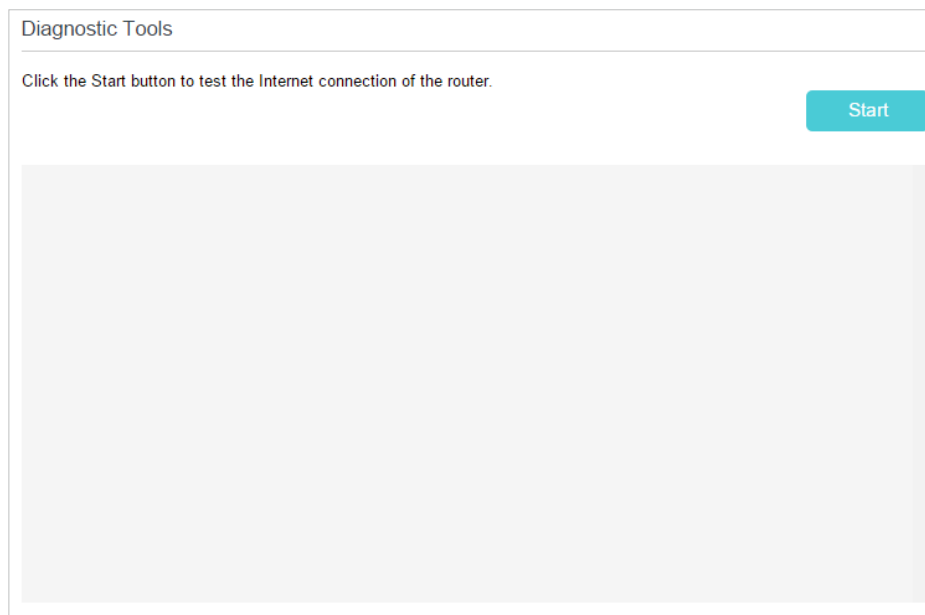 Diagnostic Tools
Click the Start button to test the Internet connection of the router.
Start